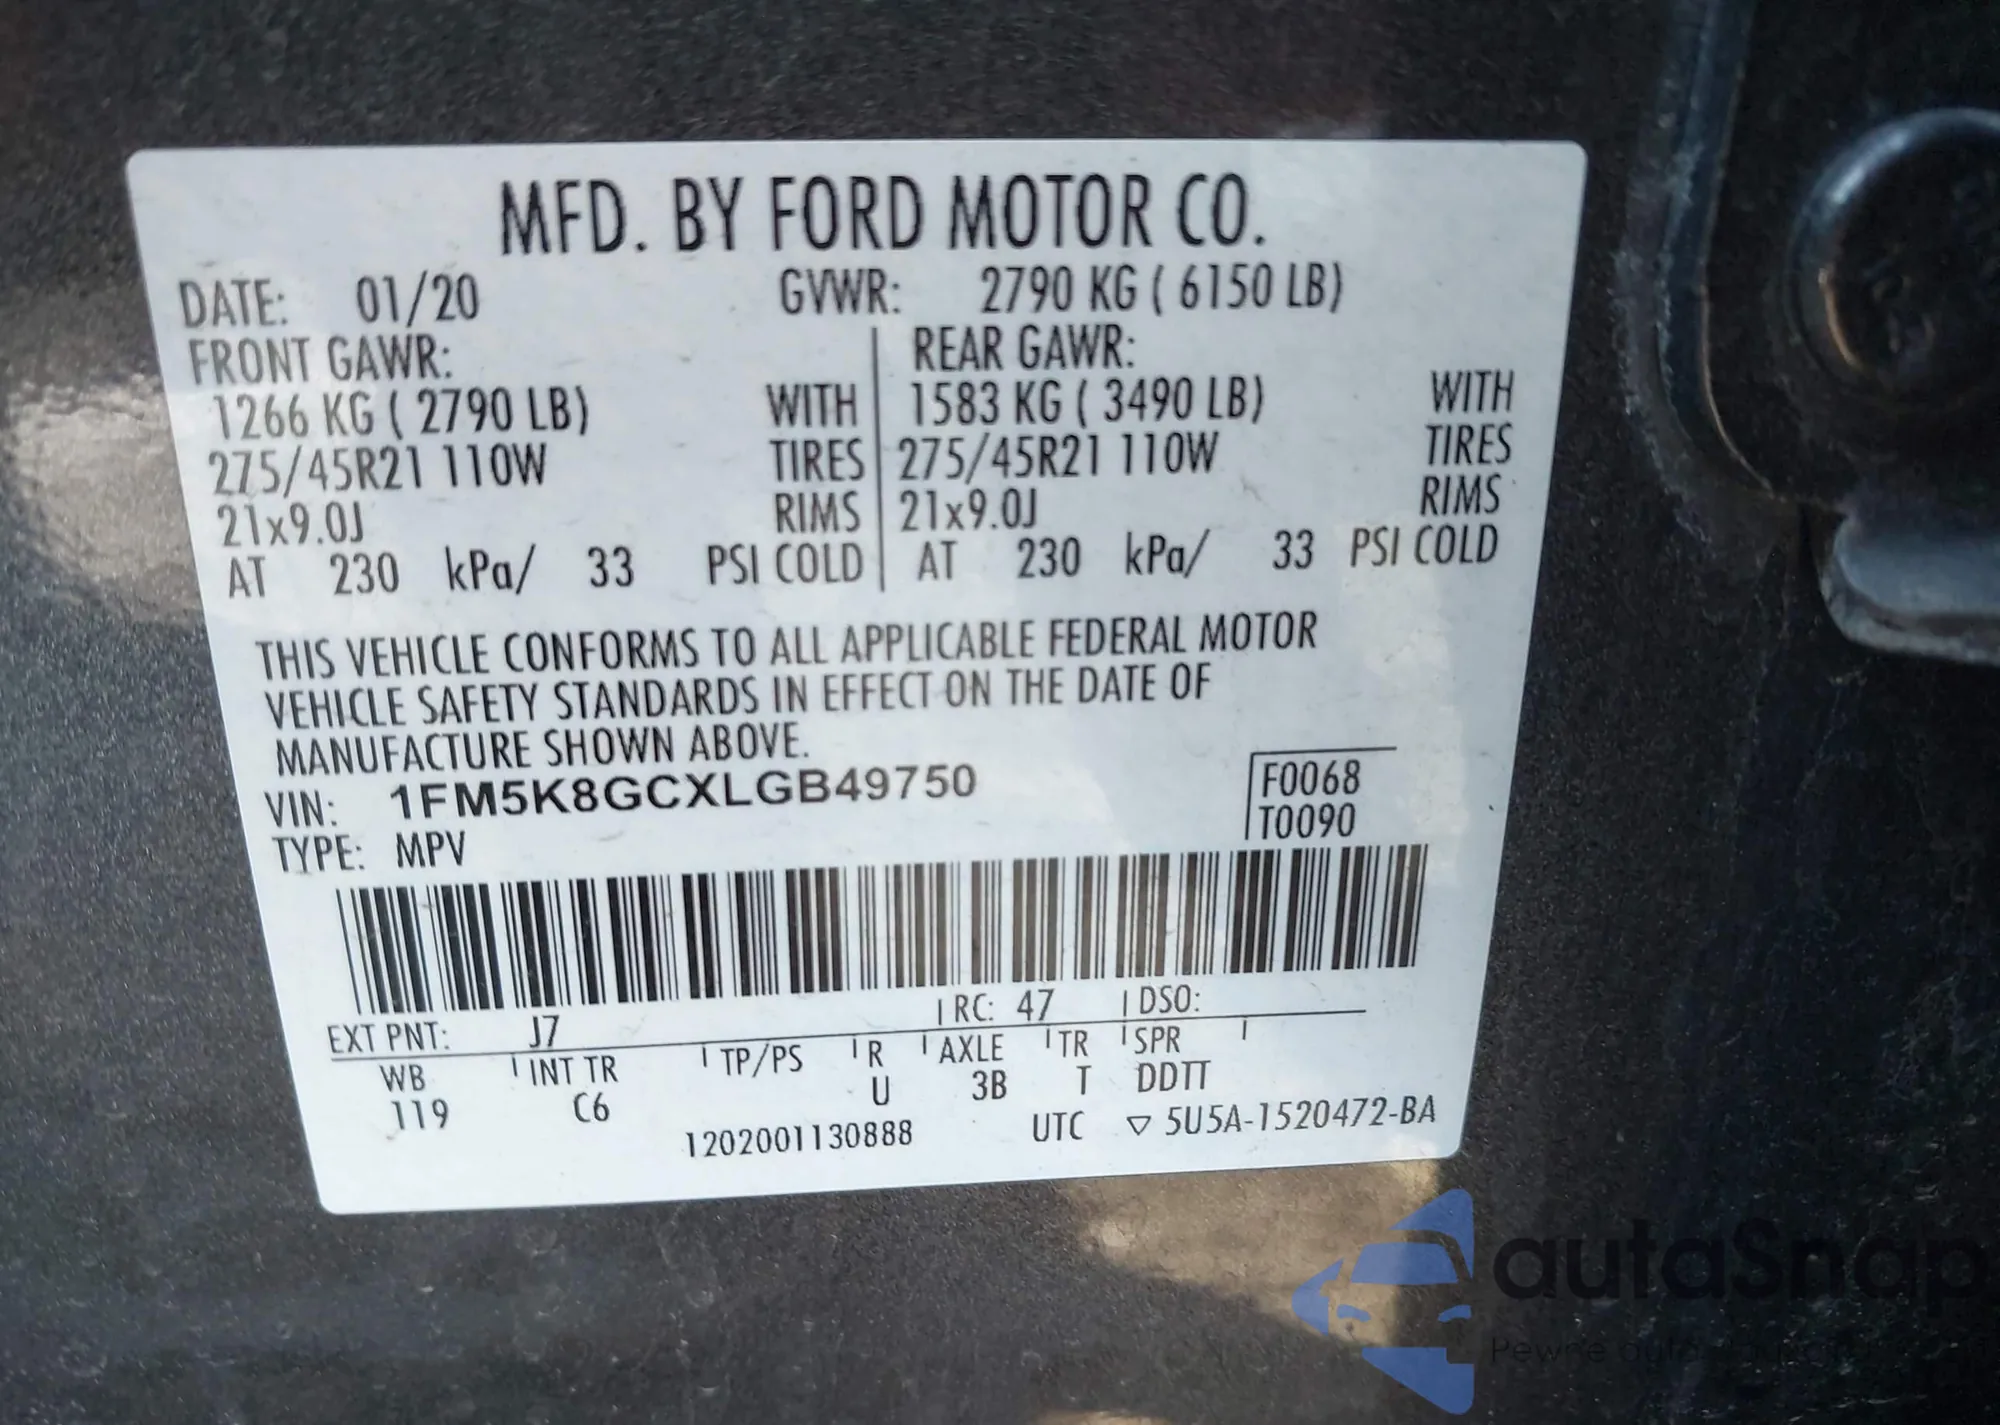 MFD. BY FORD MOTOR CO.
DATE: 01/20 GVWR: 2790 KG ( 6150 LB)
FRONT GAWR: REAR GAWR:
1266 KG ( 2790 LB) WITH 1583 KG ( 3490 LB) WITH
275/45R21 110W TIRES 275/45R21 110W TIRES
21x9.0J RIMS 21x9.0J RIMS
AT 230 kPa/ 33 PSI COLD AT 230 kPa/ 33 PSI COLD
THIS VEHICLE CONFORMS TO ALL APPLICABLE FEDERAL MOTOR
VEHICLE SAFETY STANDARDS IN EFFECT ON THE DATE OF
MANUFACTURE SHOWN ABOVE.
VIN: 1FM5K8GCXLGB49750 F0068
TYPE: MPV T0090
EXT PNT: J7 RC: 47 DSO:
WB INT TR TP/PS R AXLE TR SPR
119 C6 U 3B T DDTT
1202001130888 UTC ▽ 5U5A-1520472-BA
autaSnap
Pewne auta